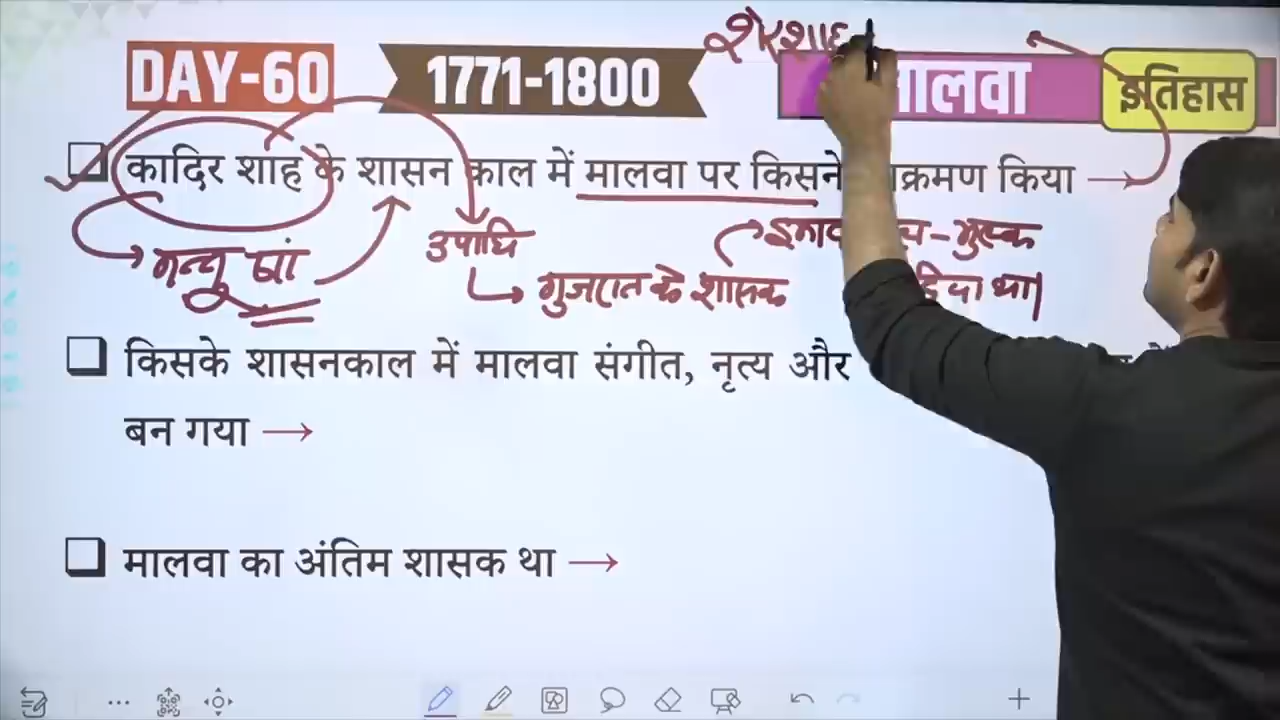 शेरशाह
DAY-60 1771-1800 मालवा इतिहास
कादिर शाह के शासन काल में मालवा पर किसने क्रमण किया →
मल्लू खां उपाधि
गुजरात के शासक दिया था।
किसके शासनकाल में मालवा संगीत, नृत्य और
बन गया →
मालवा का अंतिम शासक था →